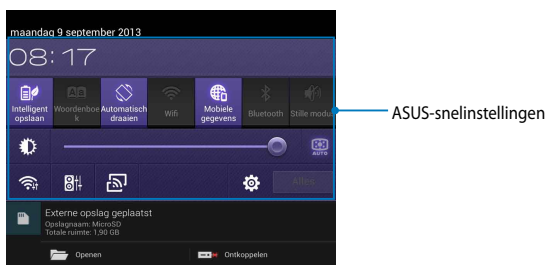 maandag 9 september 2013
08:17
Intelligent opslaan
Woordenboek
Automatisch draaien
Wifi
Mobiele gegevens
Bluetooth
Stille modus
AUTO
Alles
ASUS-snelinstellingen
Externe opslag geplaatst
Opslagnaam: MicroSD
Totale ruimte: 1,90 GB
Openen
Ontkoppelen